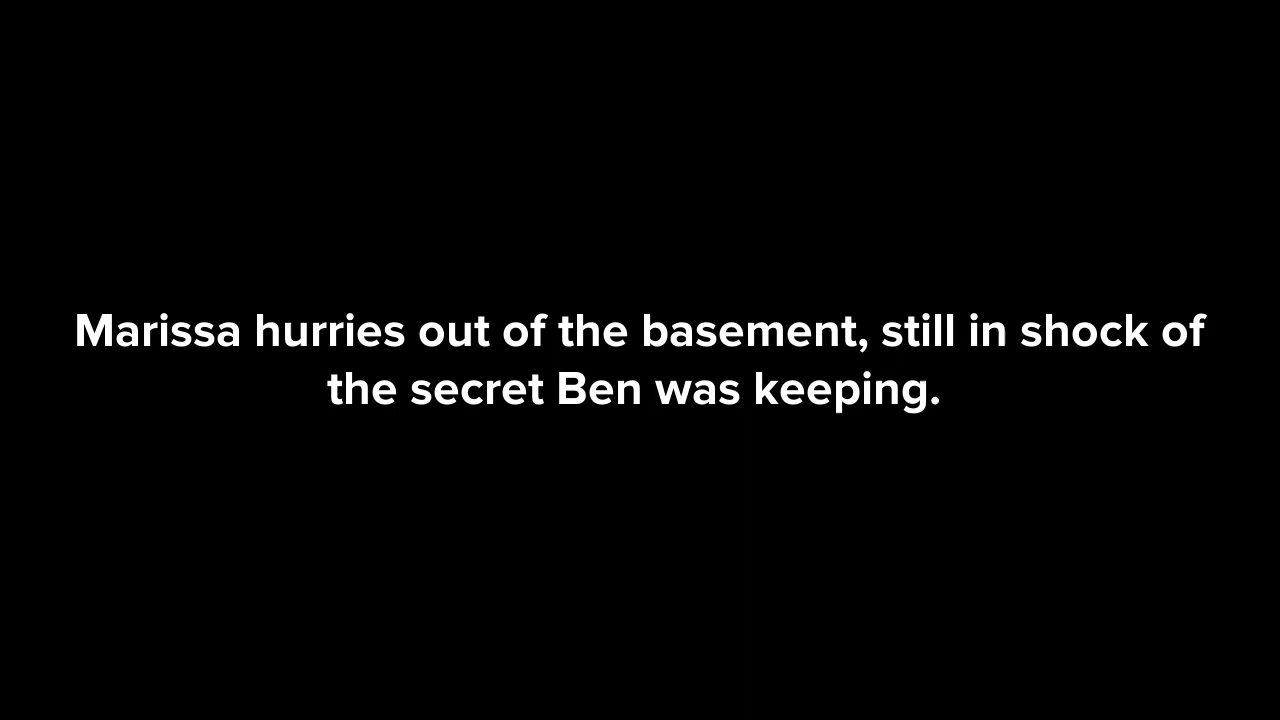 Marissa hurries out of the basement, still in shock of
the secret Ben was keeping.